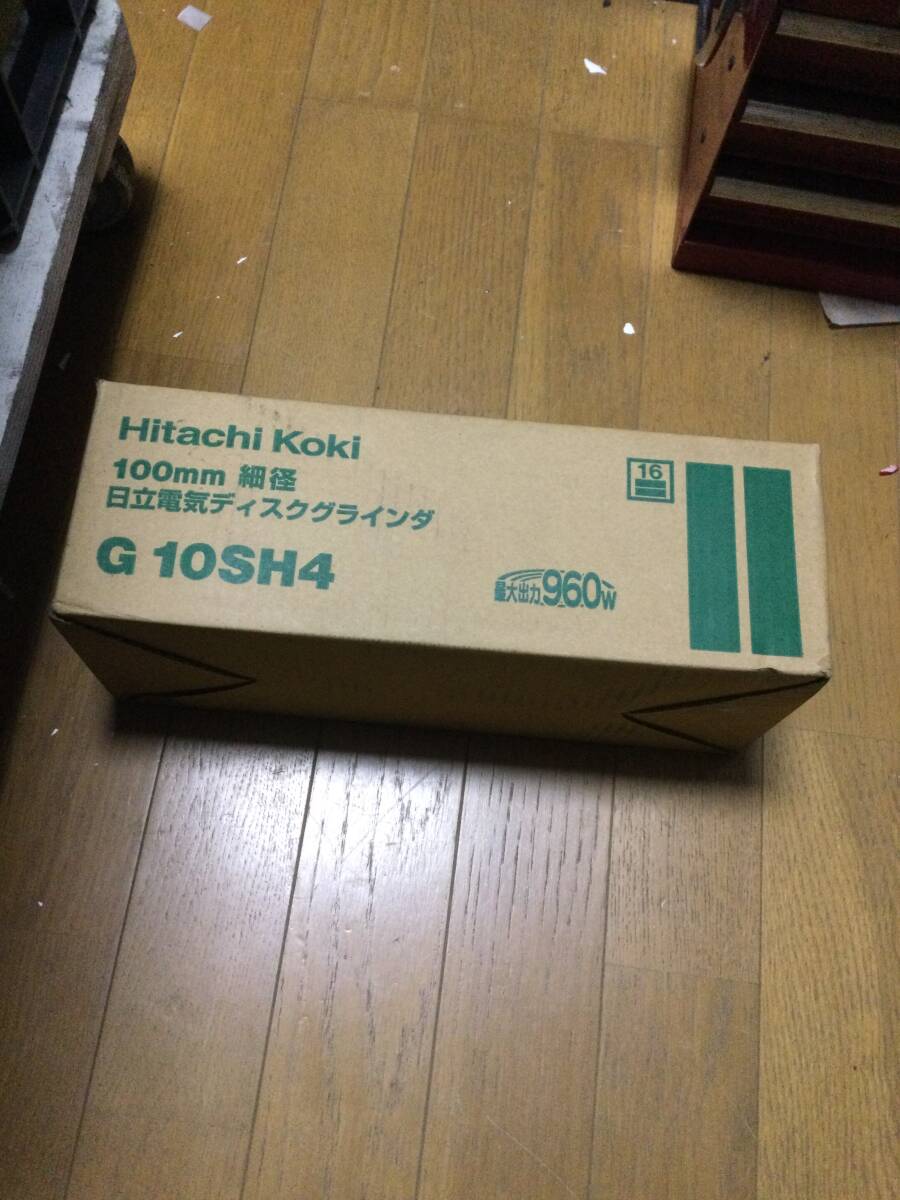 Hitachi Koki
100mm 細径
日立電気ディスクグラインダ
G 10SH4
最大出力960W
16